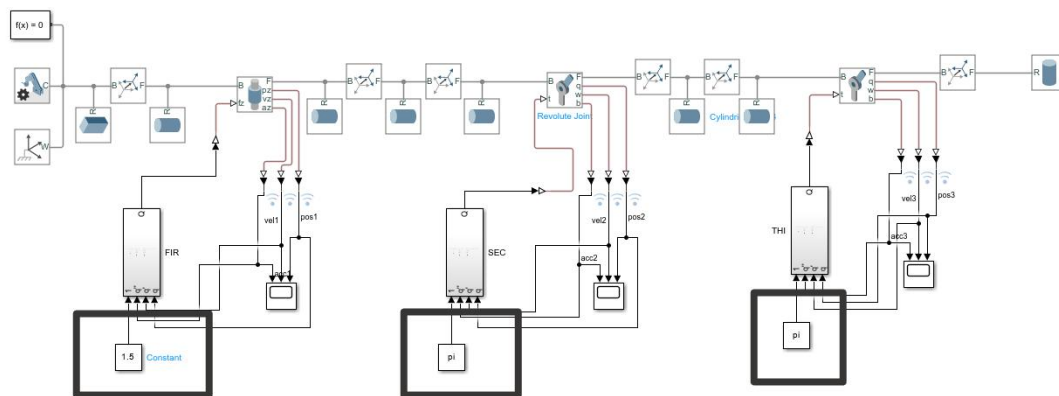 f(x) = 0
C
W
R
R
B
F
B
F
fz
pz
vz
az
R
B
F
R
B
F
R
B
F
t
q
w
b
Revolute Joint
B
F
R
B
F
R
Cylindri
B
F
t
q
w
b
B
F
R
vel1
pos1
FIR
acc1
Q
1.5
Constant
vel2
pos2
SEC
acc2
Q
pi
vel3
pos3
THI
acc3
Q
pi